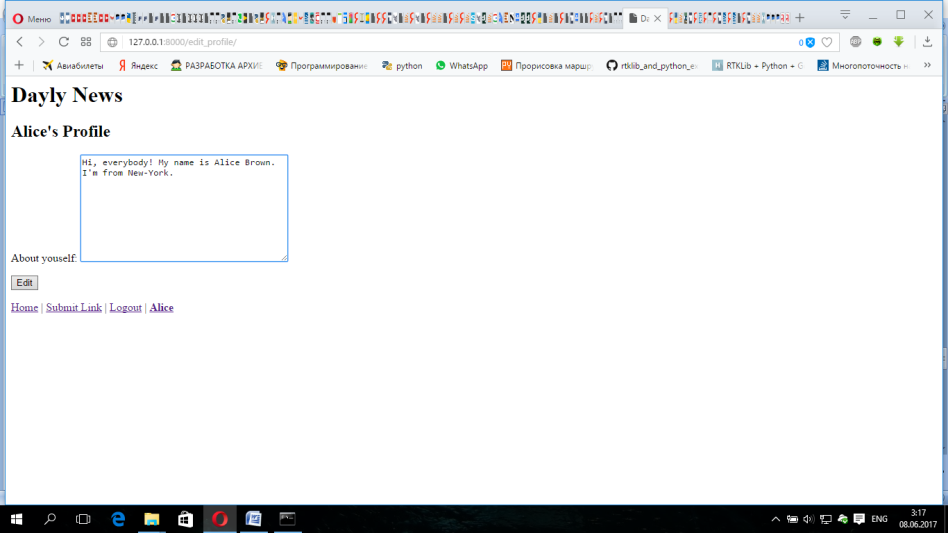 Меню
Da
127.0.0.1:8000/edit_profile/
0
Авиабилеты
Яндекс
РАЗРАБОТКА АРХИ
Программирование
python
WhatsApp
Прорисовка маршр
rtklib_and_python_ex
RTKLib + Python + G
Многопоточность н
Dayly News
Alice's Profile
Hi, everybody! My name is Alice Brown.
I'm from New-York.
About youself:
Edit
Home | Submit Link | Logout | Alice
ENG
3:17
08.06.2017